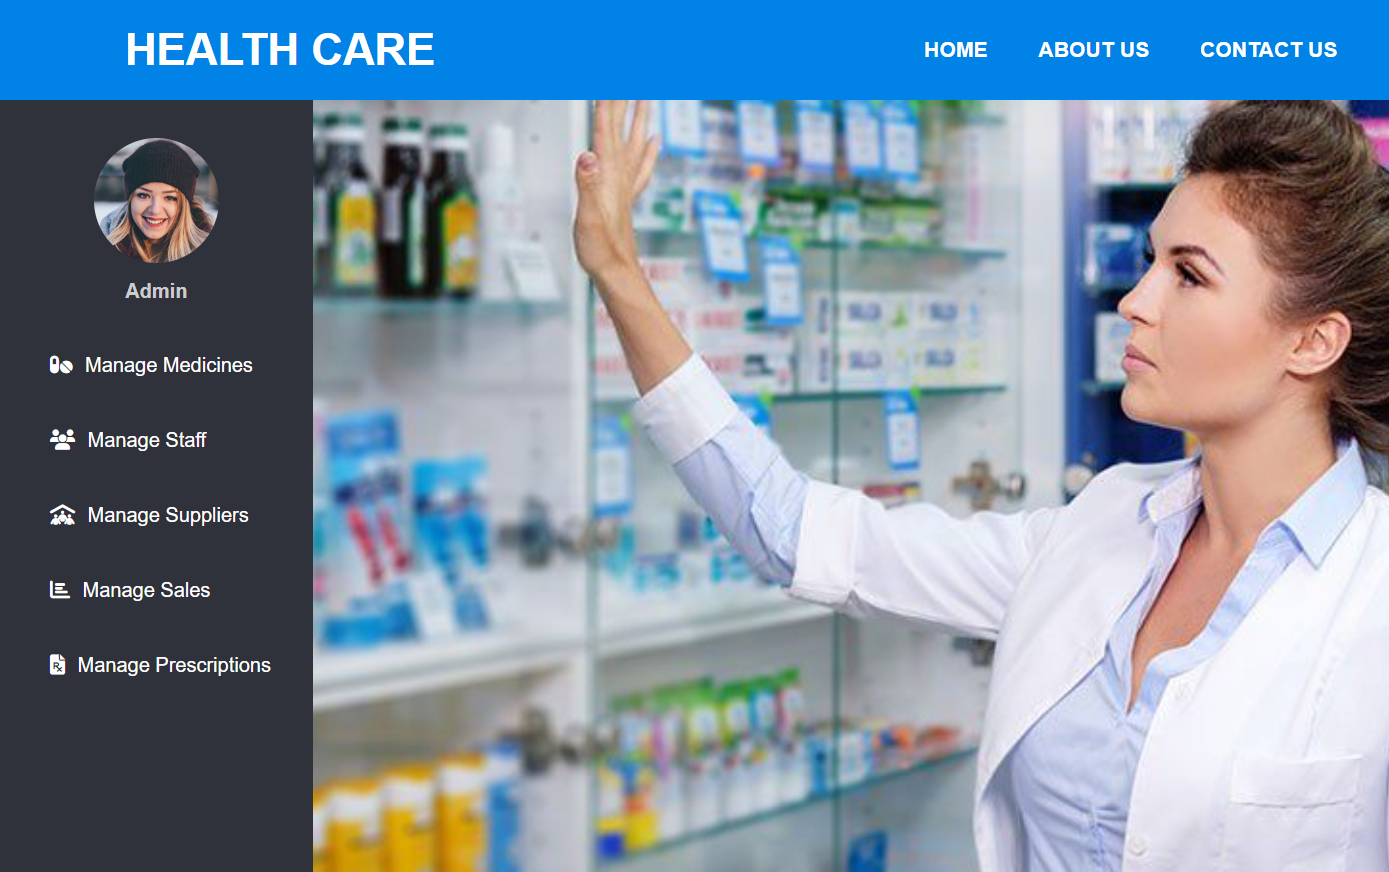 HEALTH CARE
HOME
ABOUT US
CONTACT US
Admin
Manage Medicines
Manage Staff
Manage Suppliers
Manage Sales
Manage Prescriptions